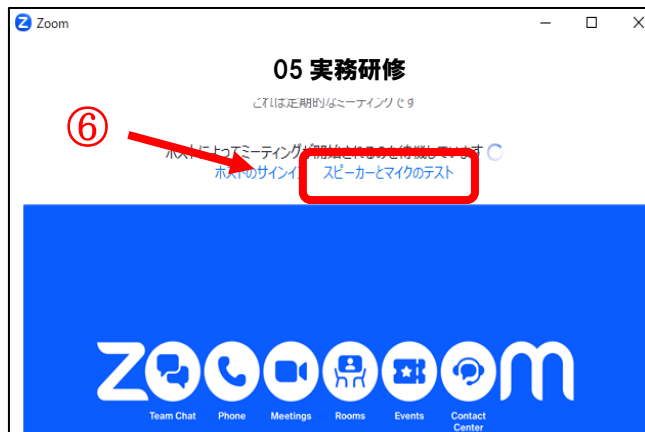 Zoom
05 実務研修
これは定期的なミーティングです
⑥
ホストによってミーティングが開始されるのを待機しています
ホストのサインイン スピーカーとマイクのテスト
zoooooom
Team Chat Phone Meetings Rooms Events Contact Center